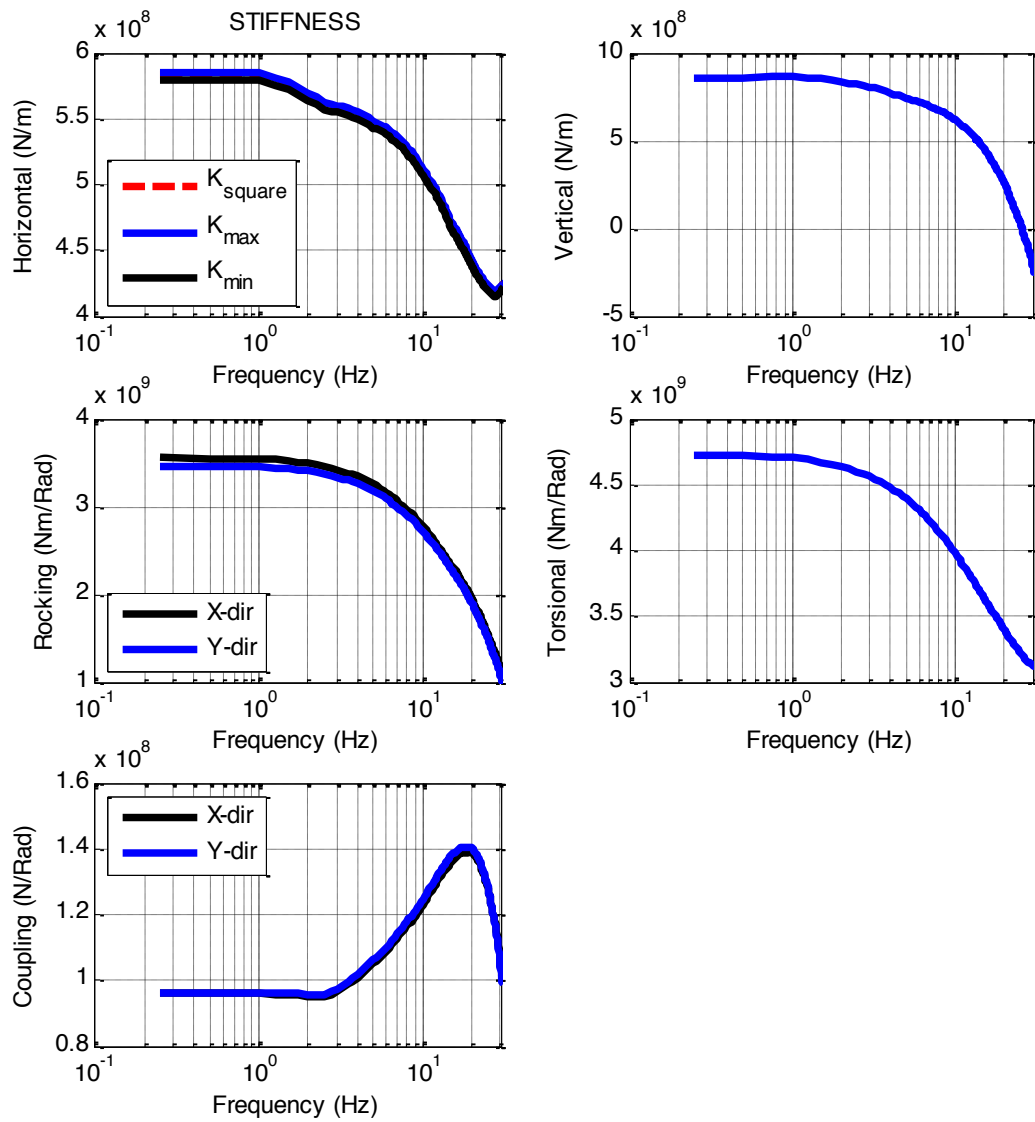 STIFFNESS
x 10^8
6
5.5
5
4.5
4
Horizontal (N/m)
K_square
K_max
K_min
10^-1
10^0
10^1
Frequency (Hz)
x 10^8
10
5
0
-5
Vertical (N/m)
10^-1
10^0
10^1
Frequency (Hz)
x 10^9
4
3
2
1
Rocking (Nm/Rad)
X-dir
Y-dir
10^-1
10^0
10^1
Frequency (Hz)
x 10^9
5
4.5
4
3.5
3
Torsional (Nm/Rad)
10^-1
10^0
10^1
Frequency (Hz)
x 10^8
1.6
1.4
1.2
1
0.8
Coupling (N/Rad)
X-dir
Y-dir
10^-1
10^0
10^1
Frequency (Hz)